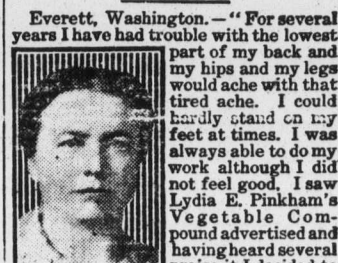 Everett, Washington.—"For several
years I have had trouble with the lowest
part of my back and
my hips and my legs
would ache with that
tired ache. I could
hardly stand on my
feet at times. I was
always able to do my
work although I did
not feel good. I saw
Lydia E. Pinkham's
Vegetable Com-
pound advertised and
having heard several